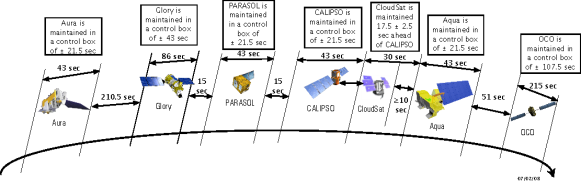 Aura is
maintained
in a
control box
of ± 21.5 sec
Glory is
maintained
in a
control box
of ± 43 sec
PARASOL is
maintained
in a control
box of
± 21.5 sec
CALIPSO is
maintained
in a
control box
of ± 21.5 sec
CloudSat
is
maintained
17.5 ± 2.5
sec ahead
of CALIPSO
Aqua is
maintained
in a
control box
of ± 21.5 sec
OCO is
maintained
in a
control box of
± 107.5 sec
43 sec
86 sec
43 sec
43 sec
30 sec
43 sec
215 sec
210.5 sec
15
sec
15
sec
≥10
sec
51 sec
Aura
Glory
PARASOL
CALIPSO
CloudSat
Aqua
OCO
07/02/08